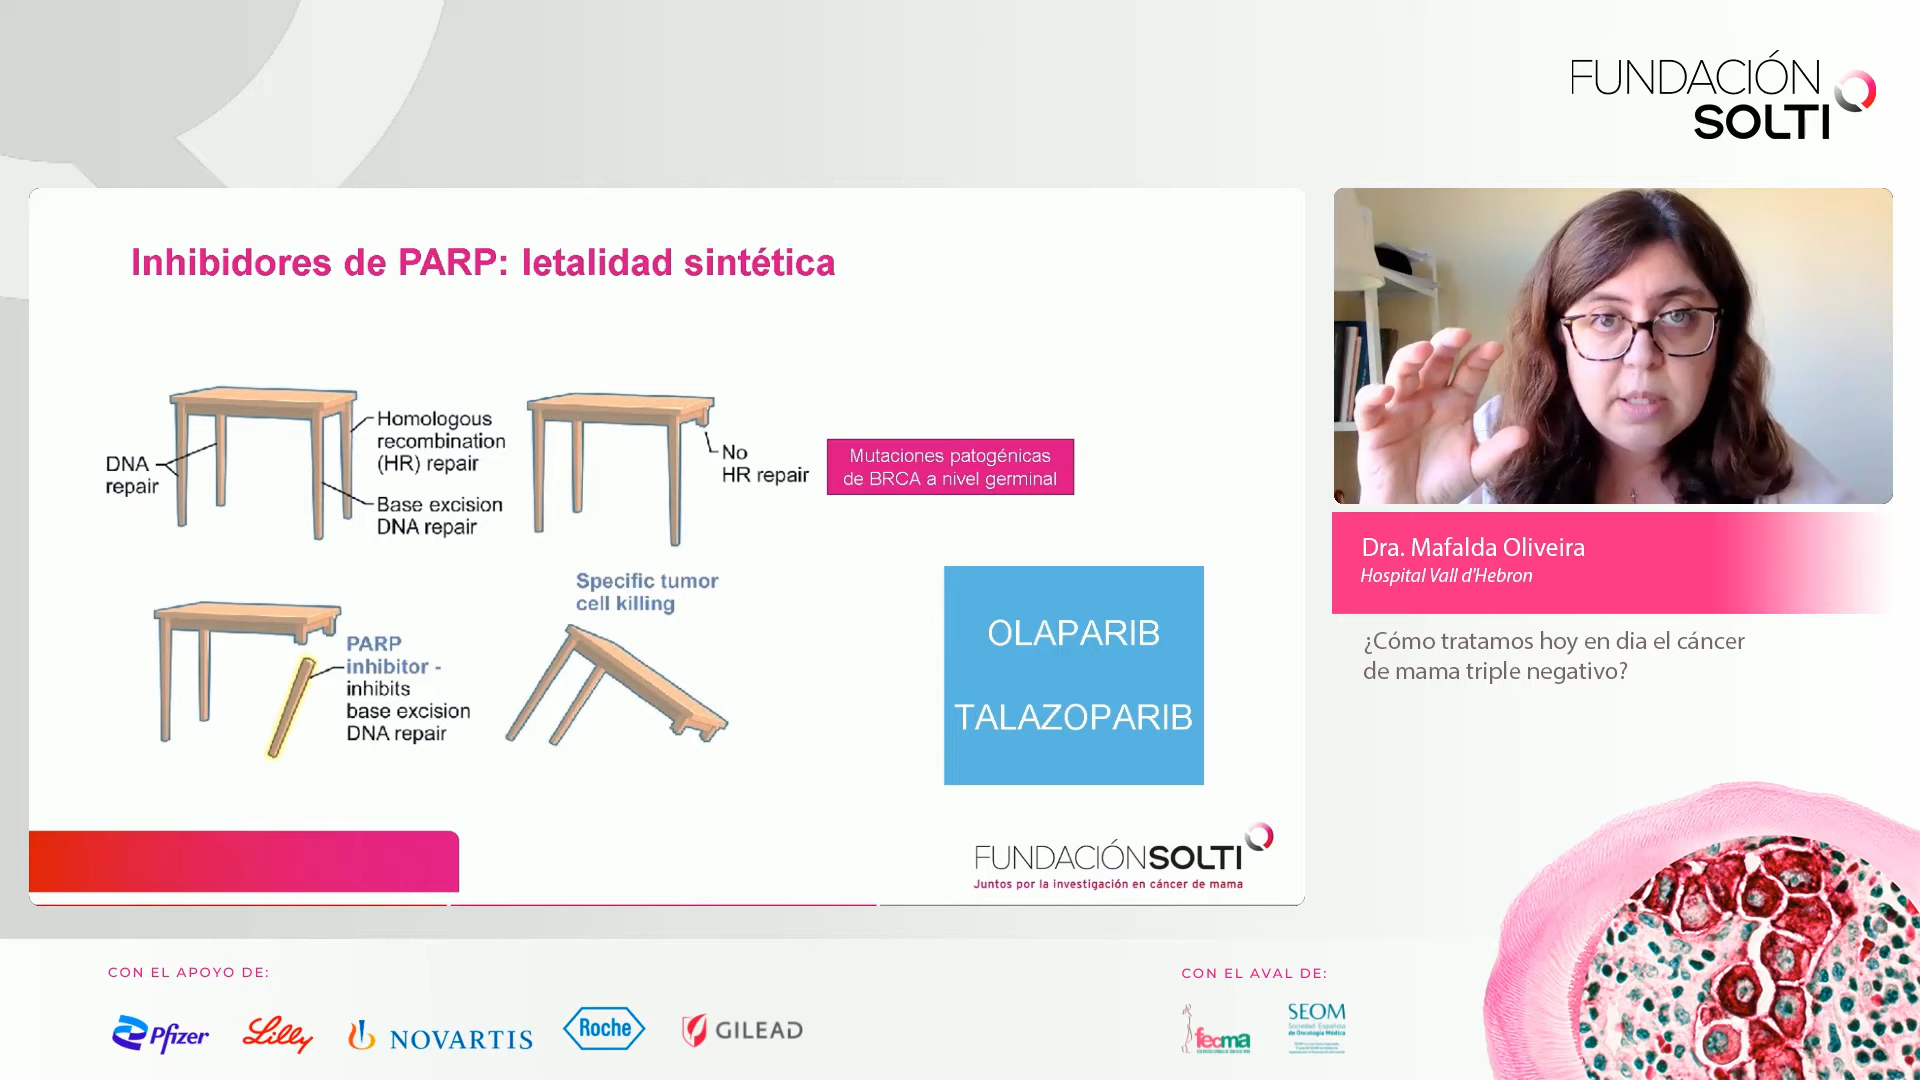 FUNDACIÓN
SOLTI
Inhibidores de PARP: letalidad sintética
DNA
repair
Homologous
recombination
(HR) repair
Base excision
DNA repair
No
HR repair
Mutaciones patogénicas
de BRCA a nivel germinal
PARP
inhibitor -
inhibits
base excision
DNA repair
Specific tumor
cell killing
OLAPARIB
TALAZOPARIB
FUNDACIÓNSOLTI
Juntos por la investigación en cáncer de mama
Dra. Mafalda Oliveira
Hospital Vall d'Hebron
¿Cómo tratamos hoy en dia el cáncer
de mama triple negativo?
CON EL APOYO DE:
Pfizer
Lilly
NOVARTIS
Roche
GILEAD
CON EL AVAL DE:
fecma
SEOM
Sociedad Española
de Oncología Médica